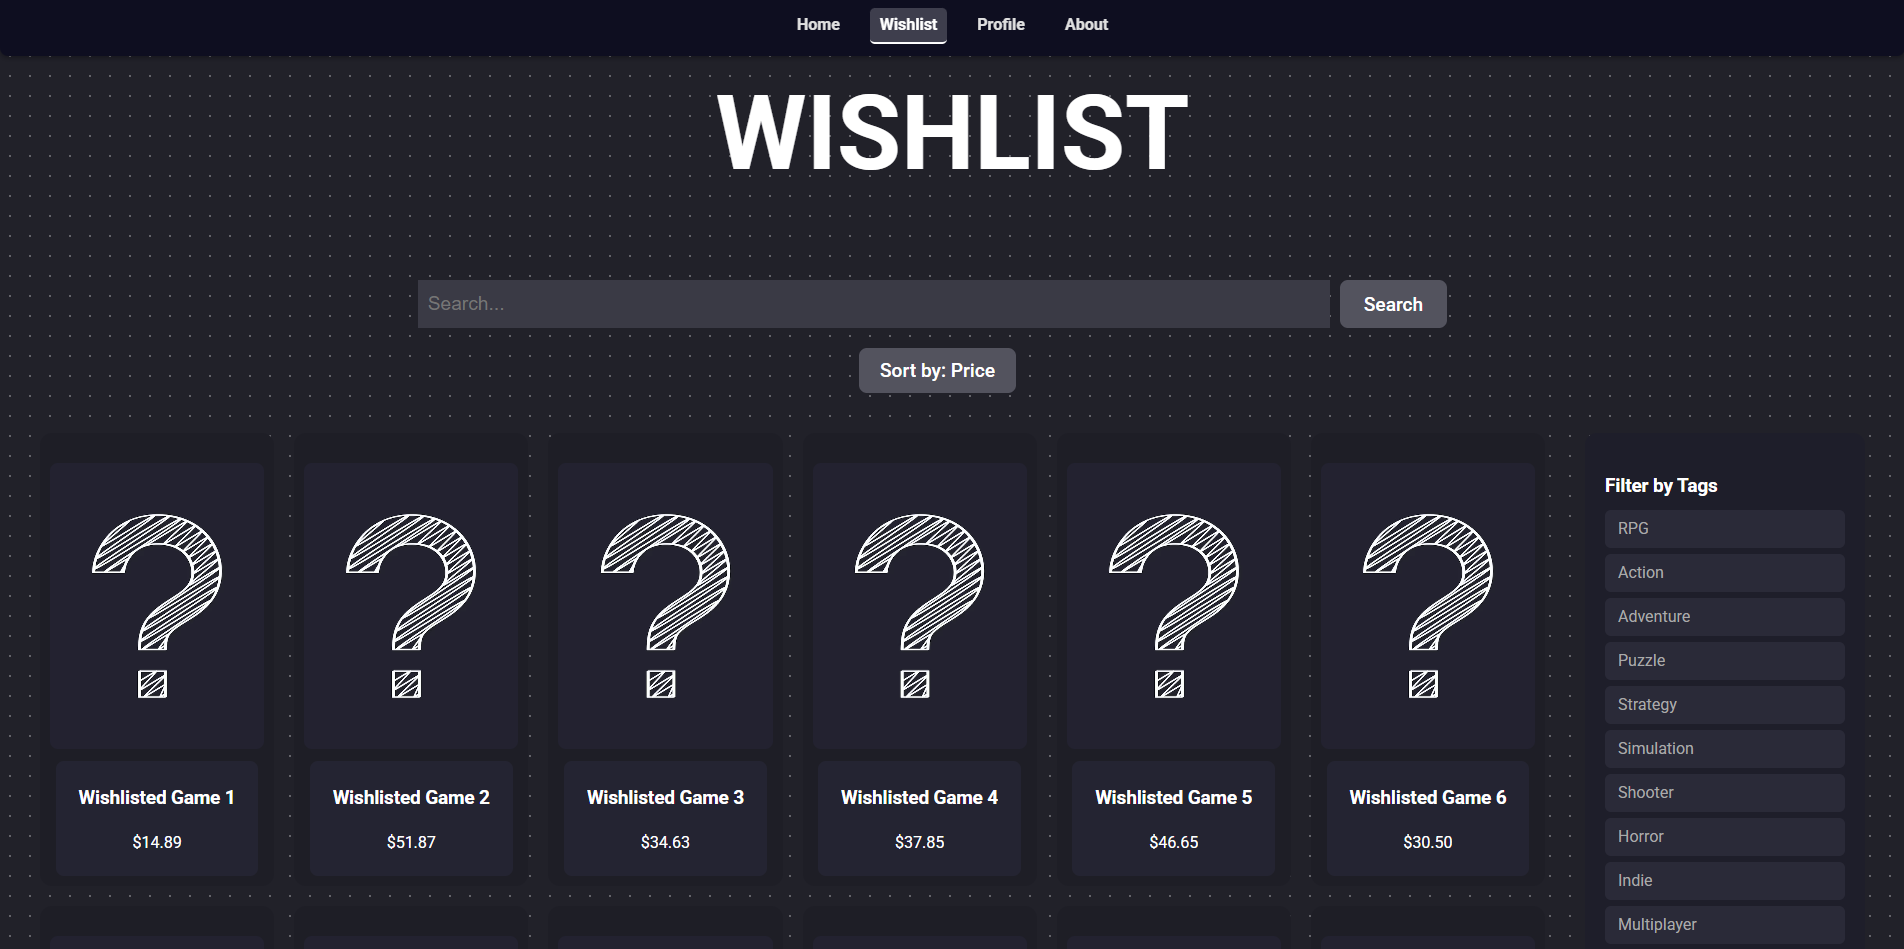 Home Wishlist Profile About
WISHLIST
Search...
Search
Sort by: Price
Wishlisted Game 1
$14.89
Wishlisted Game 2
$51.87
Wishlisted Game 3
$34.63
Wishlisted Game 4
$37.85
Wishlisted Game 5
$46.65
Wishlisted Game 6
$30.50
Filter by Tags
RPG
Action
Adventure
Puzzle
Strategy
Simulation
Shooter
Horror
Indie
Multiplayer